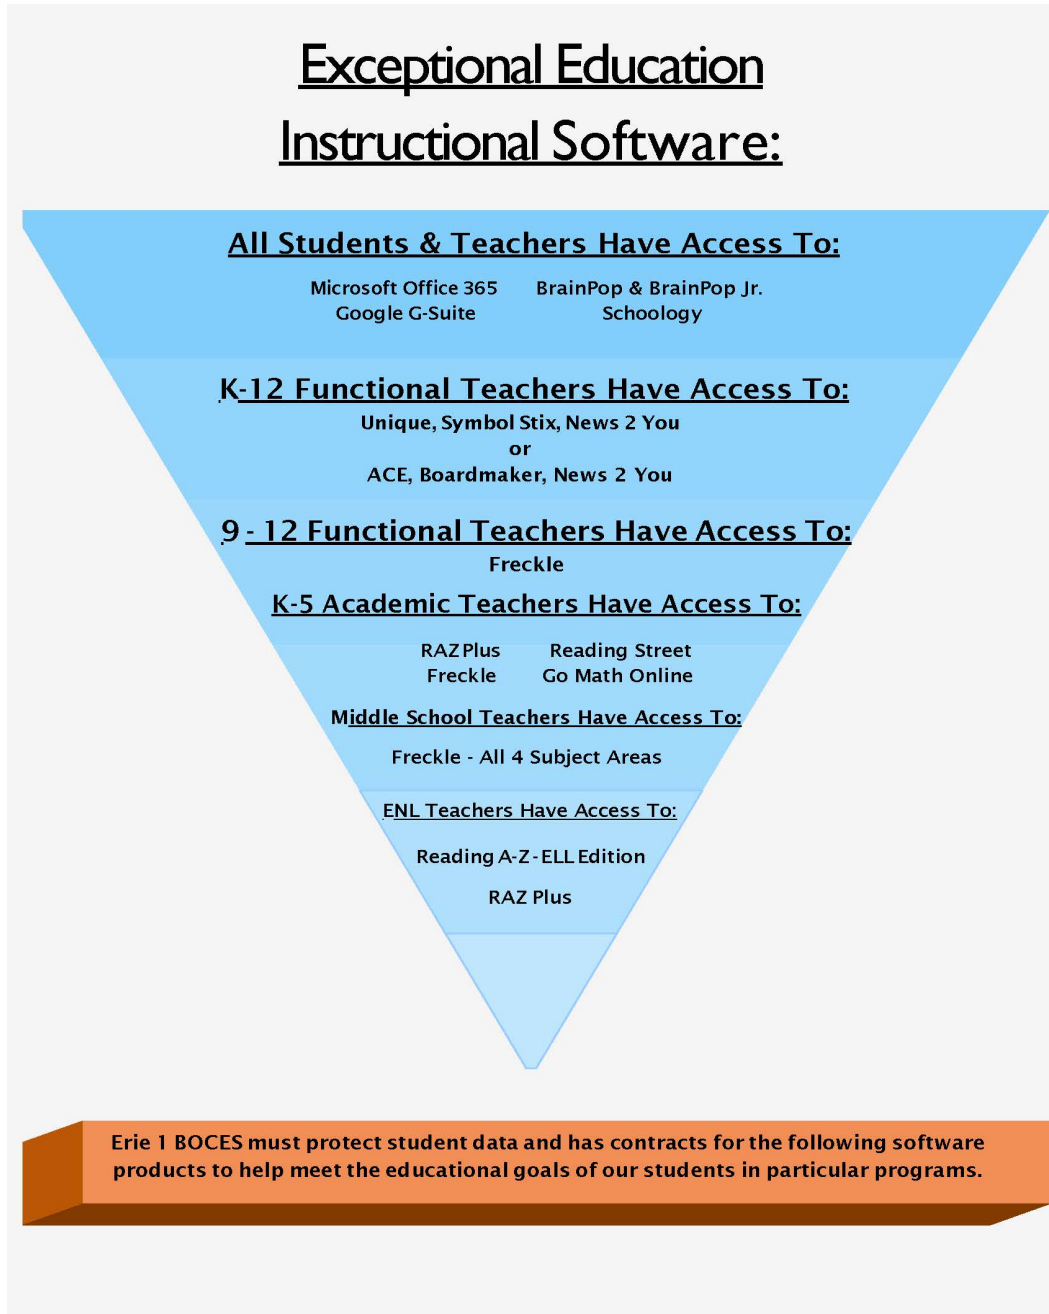 Exceptional Education
Instructional Software:
All Students & Teachers Have Access To:
Microsoft Office 365 BrainPop & BrainPop Jr.
Google G-Suite Schoology
K-12 Functional Teachers Have Access To:
Unique, Symbol Stix, News 2 You
or
ACE, Boardmaker, News 2 You
9 - 12 Functional Teachers Have Access To:
Freckle
K-5 Academic Teachers Have Access To:
RAZ Plus Reading Street
Freckle Go Math Online
Middle School Teachers Have Access To:
Freckle - All 4 Subject Areas
ENL Teachers Have Access To:
Reading A-Z - ELL Edition
RAZ Plus
Erie 1 BOCES must protect student data and has contracts for the following software
products to help meet the educational goals of our students in particular programs.